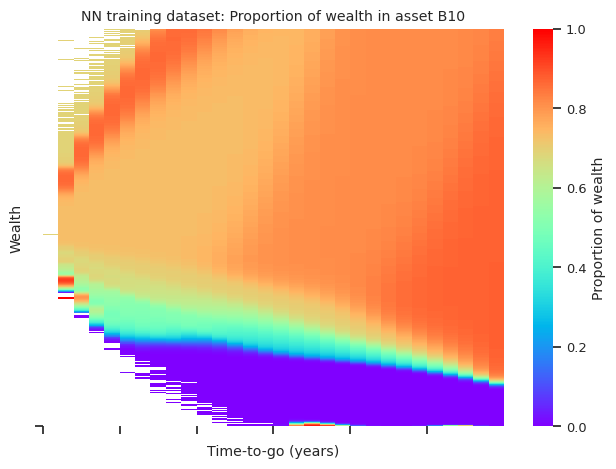 NN training dataset: Proportion of wealth in asset B10
Wealth
Time-to-go (years)
1.0
0.8
0.6
0.4
0.2
0.0
Proportion of wealth